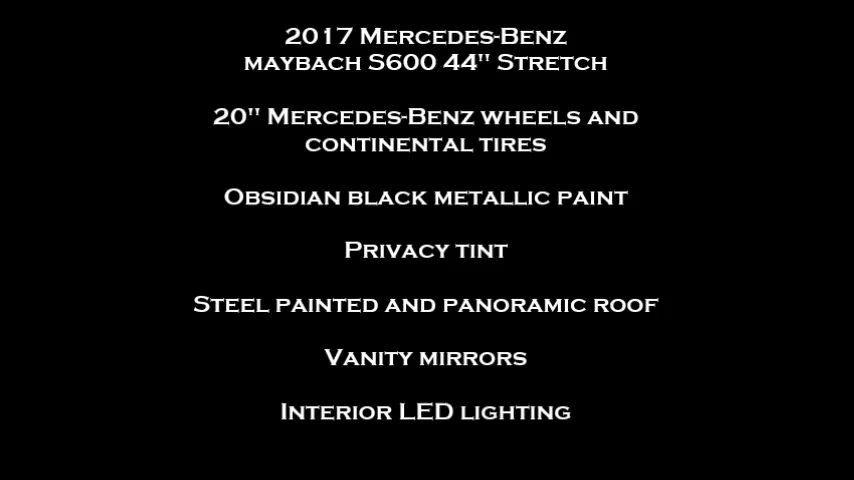 2017 Mercedes-Benz
maybach S600 44" Stretch
20" Mercedes-Benz wheels and
continental tires
Obsidian black metallic paint
Privacy tint
Steel painted and panoramic roof
Vanity mirrors
Interior LED lighting